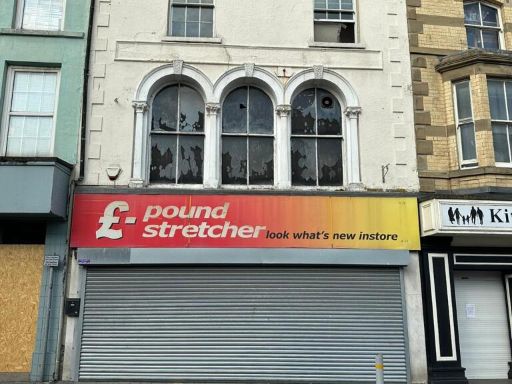 £- pound
stretcher look what's new instore
Ki